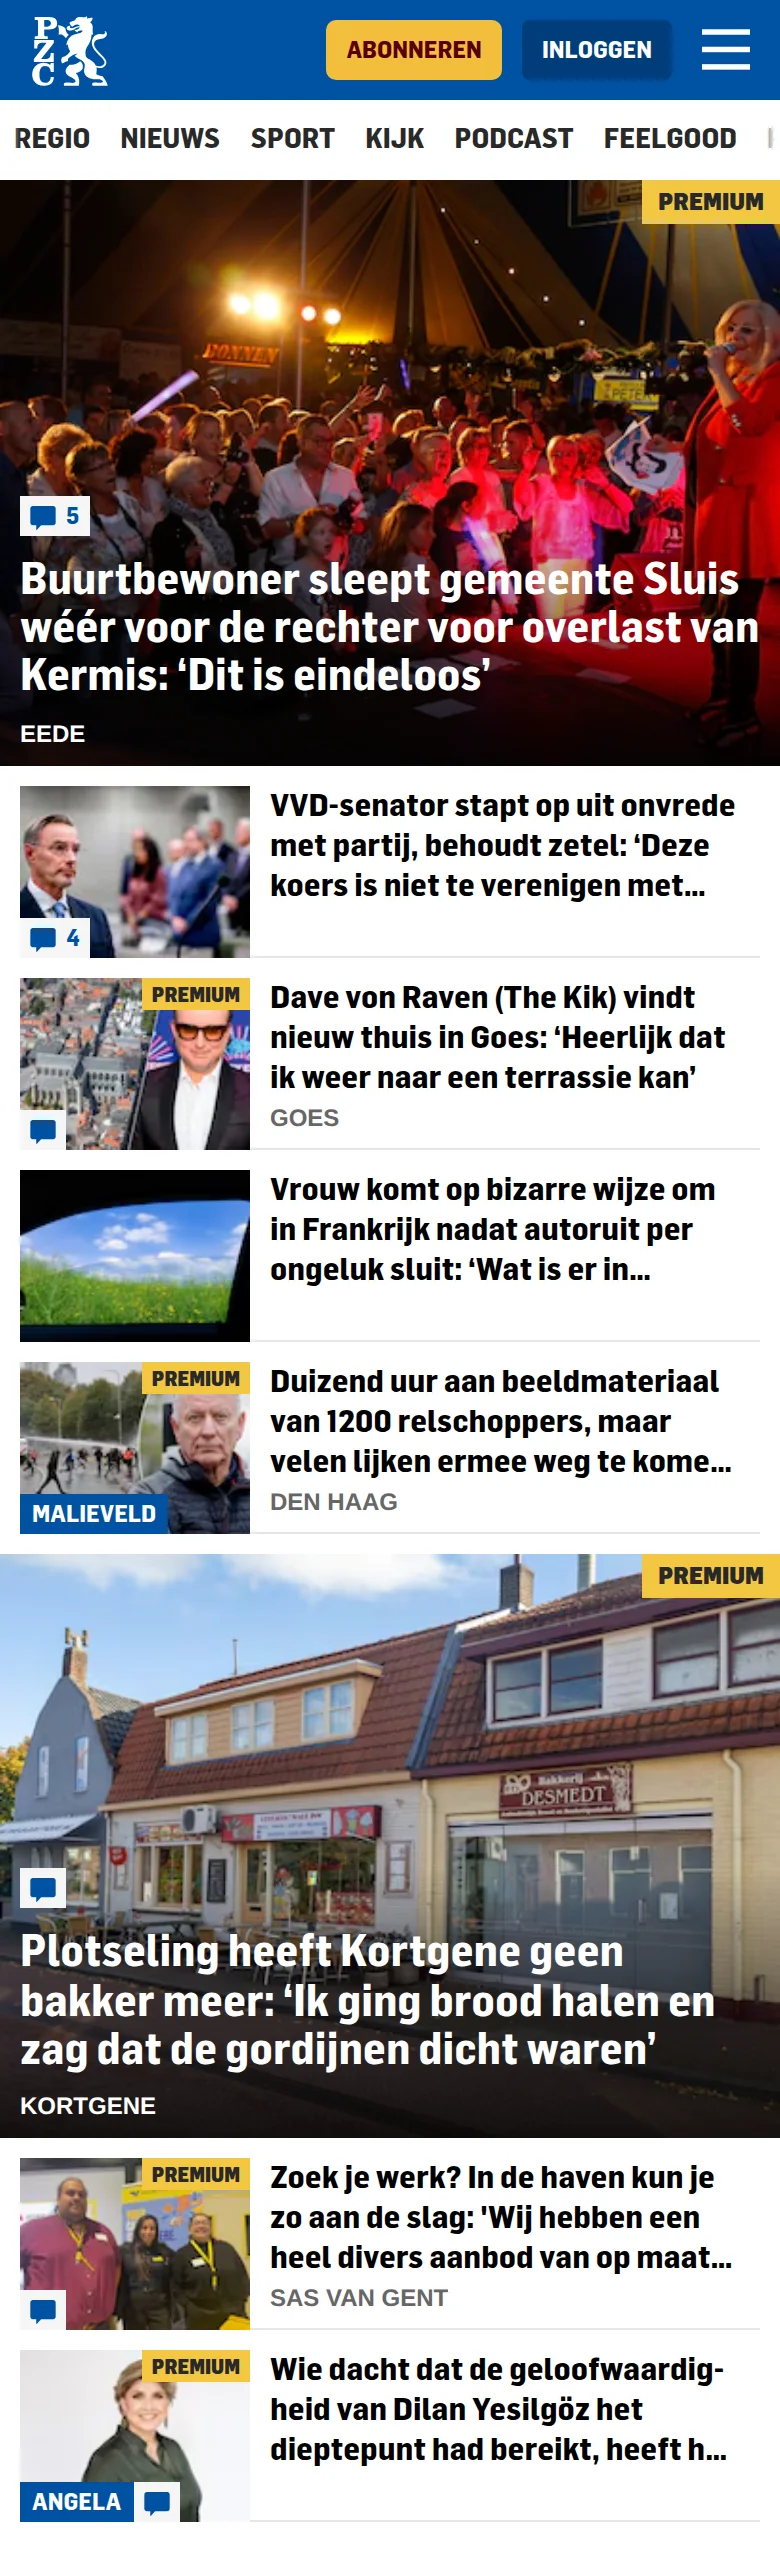 PZC
ABONNEREN
INLOGGEN
REGIO NIEUWS SPORT KIJK PODCAST FEELGOOD
PREMIUM
BONNEN
PETER
5
Buurtbewoner sleept gemeente Sluis
wéér voor de rechter voor overlast van
Kermis: ‘Dit is eindeloos’
EEDE
VVD-senator stapt op uit onvrede
met partij, behoudt zetel: ‘Deze
koers is niet te verenigen met...
4
PREMIUM
Dave von Raven (The Kik) vindt
nieuw thuis in Goes: ‘Heerlijk dat
ik weer naar een terrassie kan’
GOES
Vrouw komt op bizarre wijze om
in Frankrijk nadat autoruit per
ongeluk sluit: ‘Wat is er in...
PREMIUM
MALIEVELD
Duizend uur aan beeldmateriaal
van 1200 relschoppers, maar
velen lijken ermee weg te kome...
DEN HAAG
PREMIUM
Bakkerij
DESMEDT
Plotseling heeft Kortgene geen
bakker meer: ‘Ik ging brood halen en
zag dat de gordijnen dicht waren’
KORTGENE
PREMIUM
Zoek je werk? In de haven kun je
zo aan de slag: 'Wij hebben een
heel divers aanbod van op maat...
SAS VAN GENT
PREMIUM
ANGELA
Wie dacht dat de geloofwaardig-
heid van Dilan Yesilgöz het
dieptepunt had bereikt, heeft h...